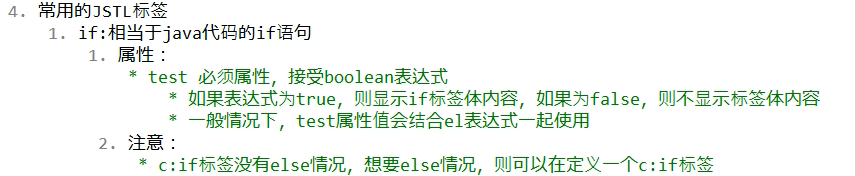 4. 常用的JSTL标签
1. if:相当于java代码的if语句
1. 属性：
* test 必须属性，接受boolean表达式
* 如果表达式为true，则显示if标签体内容，如果为false，则不显示标签体内容
* 一般情况下，test属性值会结合el表达式一起使用
2. 注意：
* c:if标签没有else情况，想要else情况，则可以在定义一个c:if标签